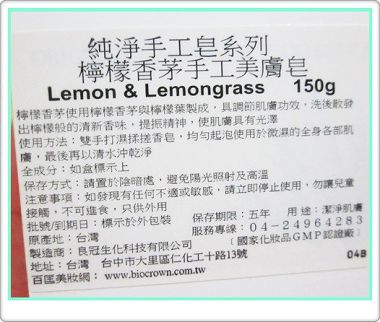 純淨手工皂系列
檸檬香茅手工美膚皂
Lemon & Lemongrass 150g
檸檬香茅使用檸檬香茅與檸檬葉製成，具調節肌膚功效，洗後散發
出檸檬般的清新香味，提振精神，使肌膚具有光澤
使用方法：雙手打濕揉搓香皂，均勻起泡使用於微濕的全身各部肌
膚，最後再以清水沖乾淨
全成分：如盒標示上
保存方式：請置於陰暗處，避免陽光照射及高溫
注意事項：如發現有任何不適或敏感，請立即停止使用，勿讓兒童
接觸，不可進食，只供外用
批號/到期日：標示於外包裝 保存期限：五年 用途：潔淨肌膚
原產地：台灣 服務專線：04-24964283
製造商：良冠生化科技有限公司 〔國家化妝品GMP認證廠〕
地址：台灣 台中市大里區仁化工十路13號
百匡美妝網：www.biocrown.com.tw 04B